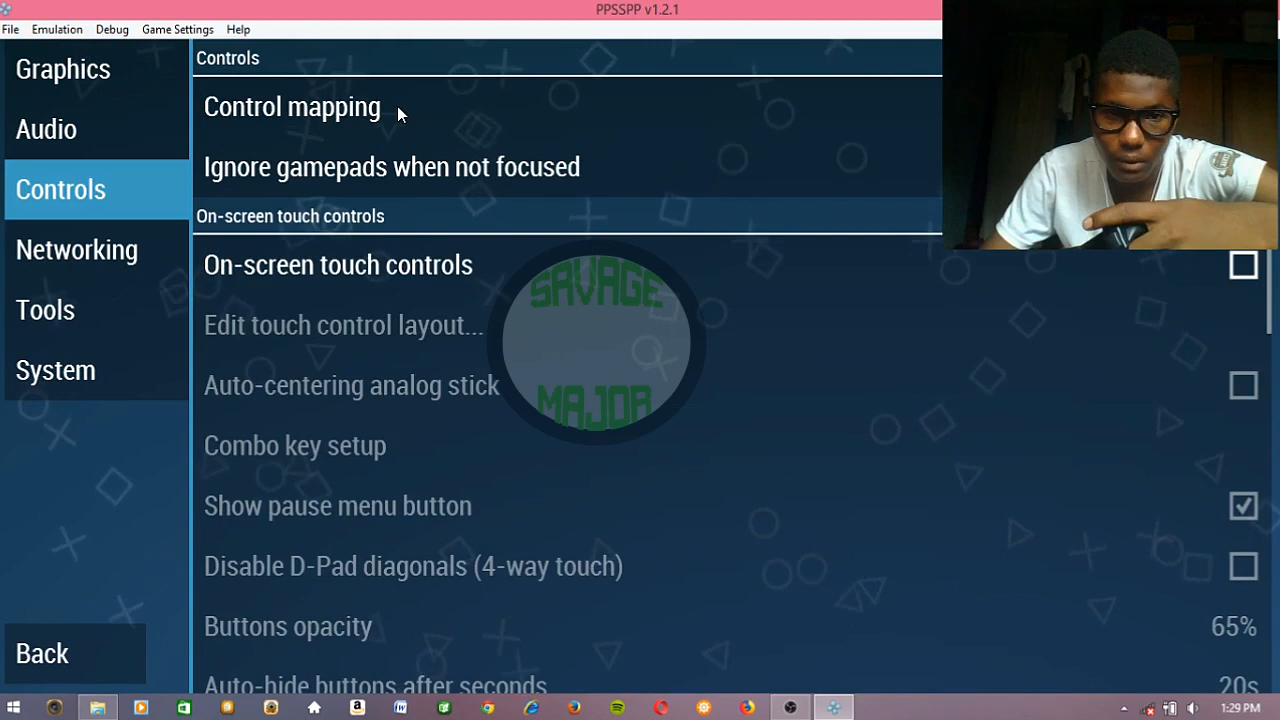 PPSSPP v1.2.1
File Emulation Debug Game Settings Help
Graphics
Audio
Controls
Networking
Tools
System
Back
Controls
Control mapping
Ignore gamepads when not focused
On-screen touch controls
On-screen touch controls
Edit touch control layout...
Auto-centering analog stick
Combo key setup
Show pause menu button
Disable D-Pad diagonals (4-way touch)
Buttons opacity 65%
Auto-hide buttons after seconds 20s
SAVAGE
MAJOR
1:29 PM